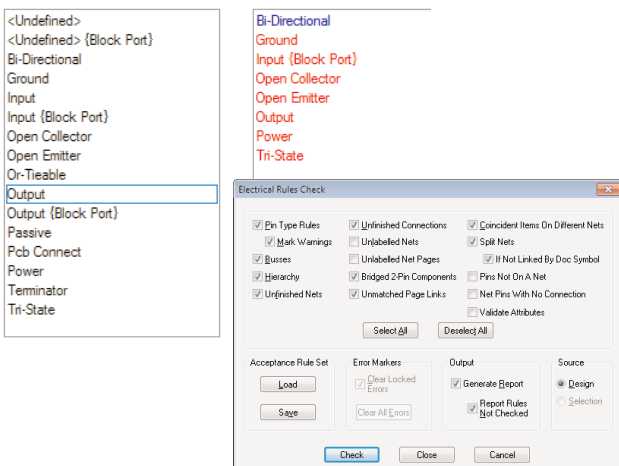 <Undefined>
<Undefined> {Block Port}
Bi-Directional
Ground
Input
Input {Block Port}
Open Collector
Open Emitter
Or-Tieable
Output
Output {Block Port}
Passive
Pcb Connect
Power
Terminator
Tri-State
Bi-Directional
Ground
Input {Block Port}
Open Collector
Open Emitter
Output
Power
Tri-State
Electrical Rules Check
Pin Type Rules
Mark Warnings
Busses
Hierarchy
Unfinished Nets
Unfinished Connections
Unlabelled Nets
Unlabelled Net Pages
Bridged 2-Pin Components
Unmatched Page Links
Coincident Items On Different Nets
Split Nets
If Not Linked By Doc Symbol
Pins Not On A Net
Net Pins With No Connection
Validate Attributes
Select All
Deselect All
Acceptance Rule Set
Load
Save
Error Markers
Clear Locked
Errors
Clear All Errors
Output
Generate Report
Report Rules
Not Checked
Source
Design
Selection
Check
Close
Cancel